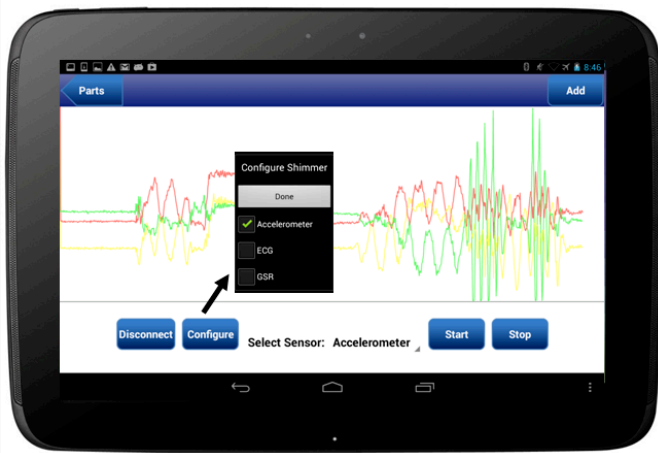 8:46
Parts
Add
Configure Shimmer
Done
Accelerometer
ECG
GSR
Disconnect
Configure
Select Sensor: Accelerometer
Start
Stop